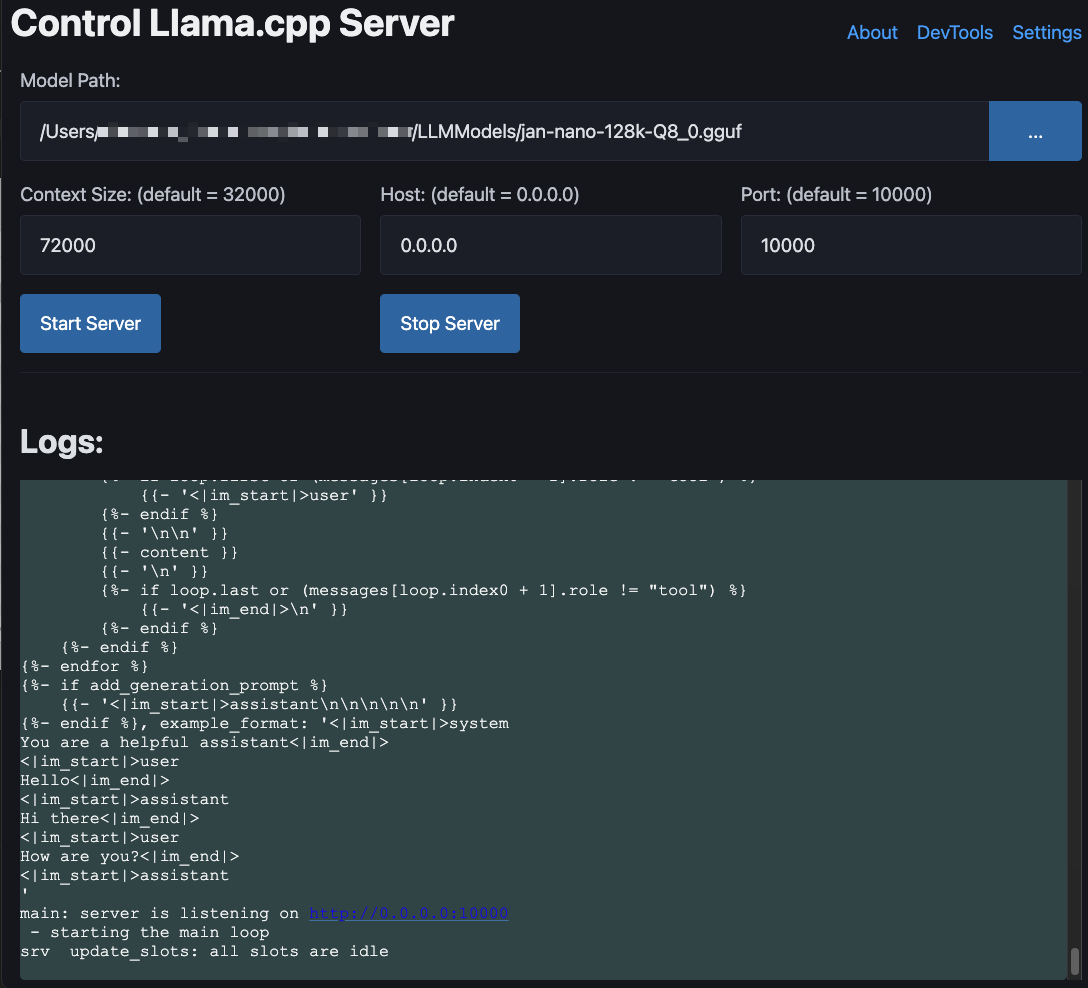 Control Llama.cpp Server
About DevTools Settings
Model Path:
/Users/ /LLMModels/jan-nano-128k-Q8_0.gguf
...
Context Size: (default = 32000) Host: (default = 0.0.0.0) Port: (default = 10000)
72000 0.0.0.0 10000
Start Server Stop Server
Logs:
{{- '<|im_start|>user' }}
{%- endif %}
{{- '\n\n' }}
{{- content }}
{{- '\n' }}
{%- if loop.last or (messages[loop.index0 + 1].role != "tool") %}
{{- '<|im_end|>\n' }}
{%- endif %}
{%- endif %}
{%- endfor %}
{%- if add_generation_prompt %}
{{- '<|im_start|>assistant\n\n\n\n\n' }}
{%- endif %}, example_format: '<|im_start|>system
You are a helpful assistant<|im_end|>
<|im_start|>user
Hello<|im_end|>
<|im_start|>assistant
Hi there<|im_end|>
<|im_start|>user
How are you?<|im_end|>
<|im_start|>assistant
'
main: server is listening on http://0.0.0.0:10000
- starting the main loop
srv  update_slots: all slots are idle